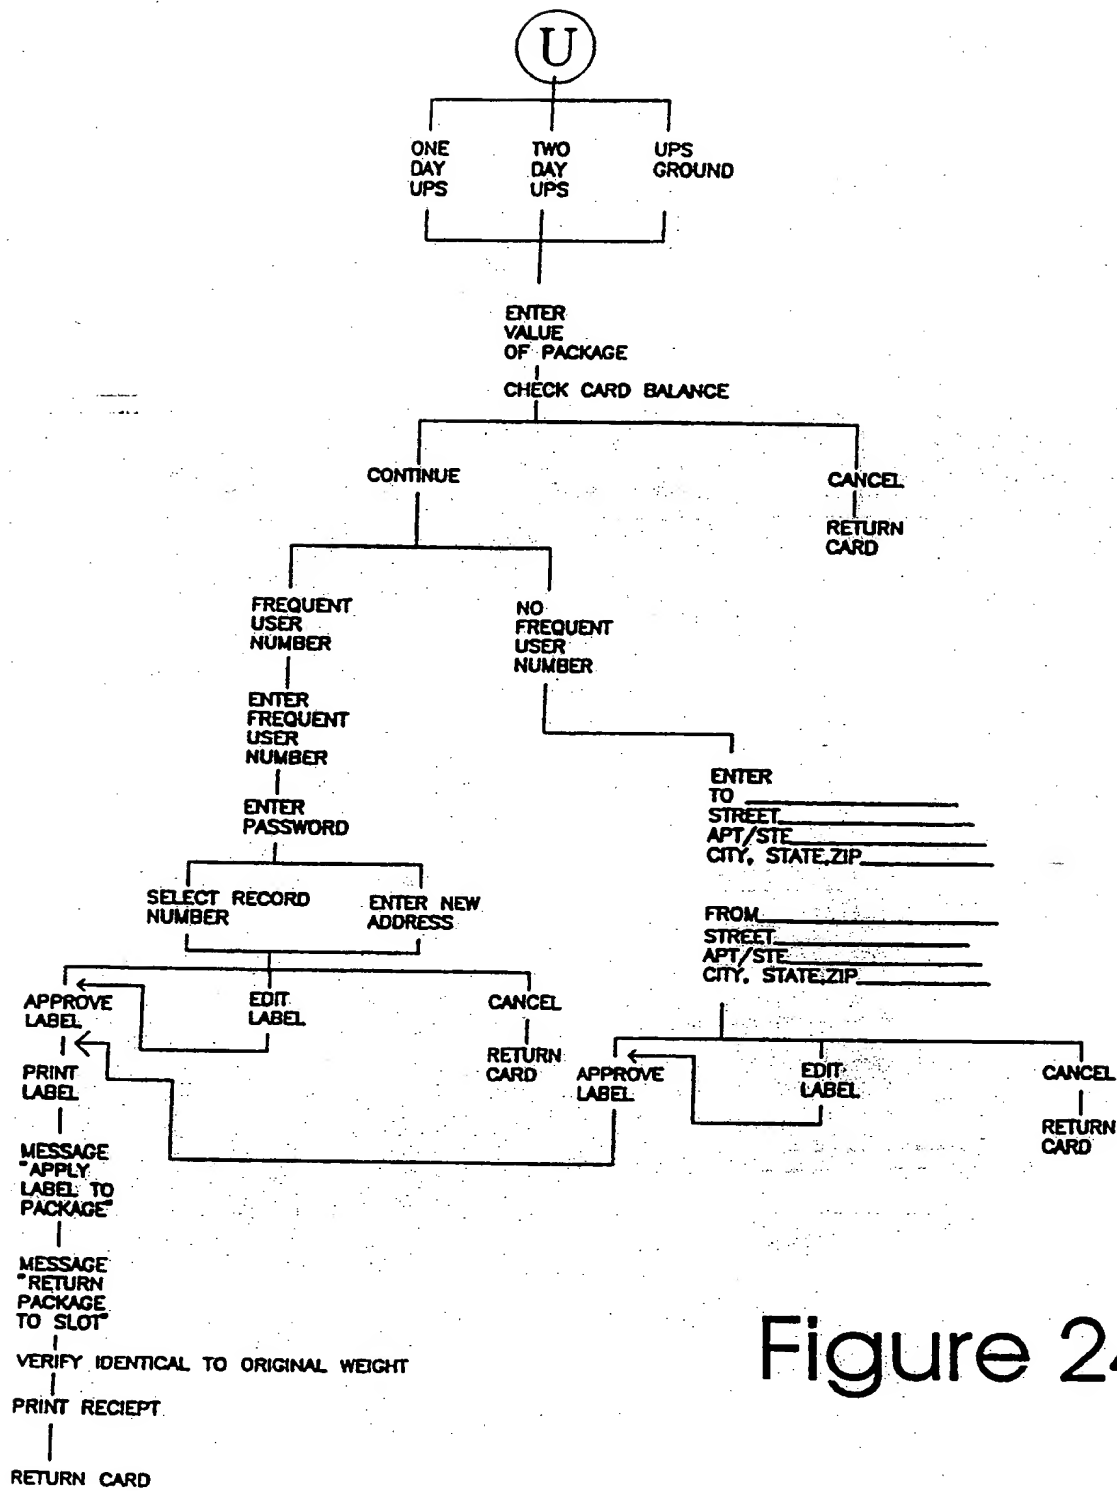 U
ONE
DAY
UPS
TWO
DAY
UPS
UPS
GROUND
ENTER
VALUE
OF PACKAGE
CHECK CARD BALANCE
CONTINUE
CANCEL
RETURN
CARD
FREQUENT
USER
NUMBER
NO
FREQUENT
USER
NUMBER
ENTER
FREQUENT
USER
NUMBER
ENTER
PASSWORD
SELECT RECORD
NUMBER
ENTER NEW
ADDRESS
ENTER
TO
STREET
APT/STE
CITY, STATE,ZIP
FROM
STREET
APT/STE
CITY, STATE,ZIP
APPROVE
LABEL
EDIT
LABEL
CANCEL
RETURN
CARD
APPROVE
LABEL
EDIT
LABEL
CANCEL
RETURN
CARD
PRINT
LABEL
MESSAGE
"APPLY
LABEL TO
PACKAGE"
MESSAGE
"RETURN
PACKAGE
TO SLOT"
VERIFY IDENTICAL TO ORIGINAL WEIGHT
PRINT RECIEPT
RETURN CARD
Figure